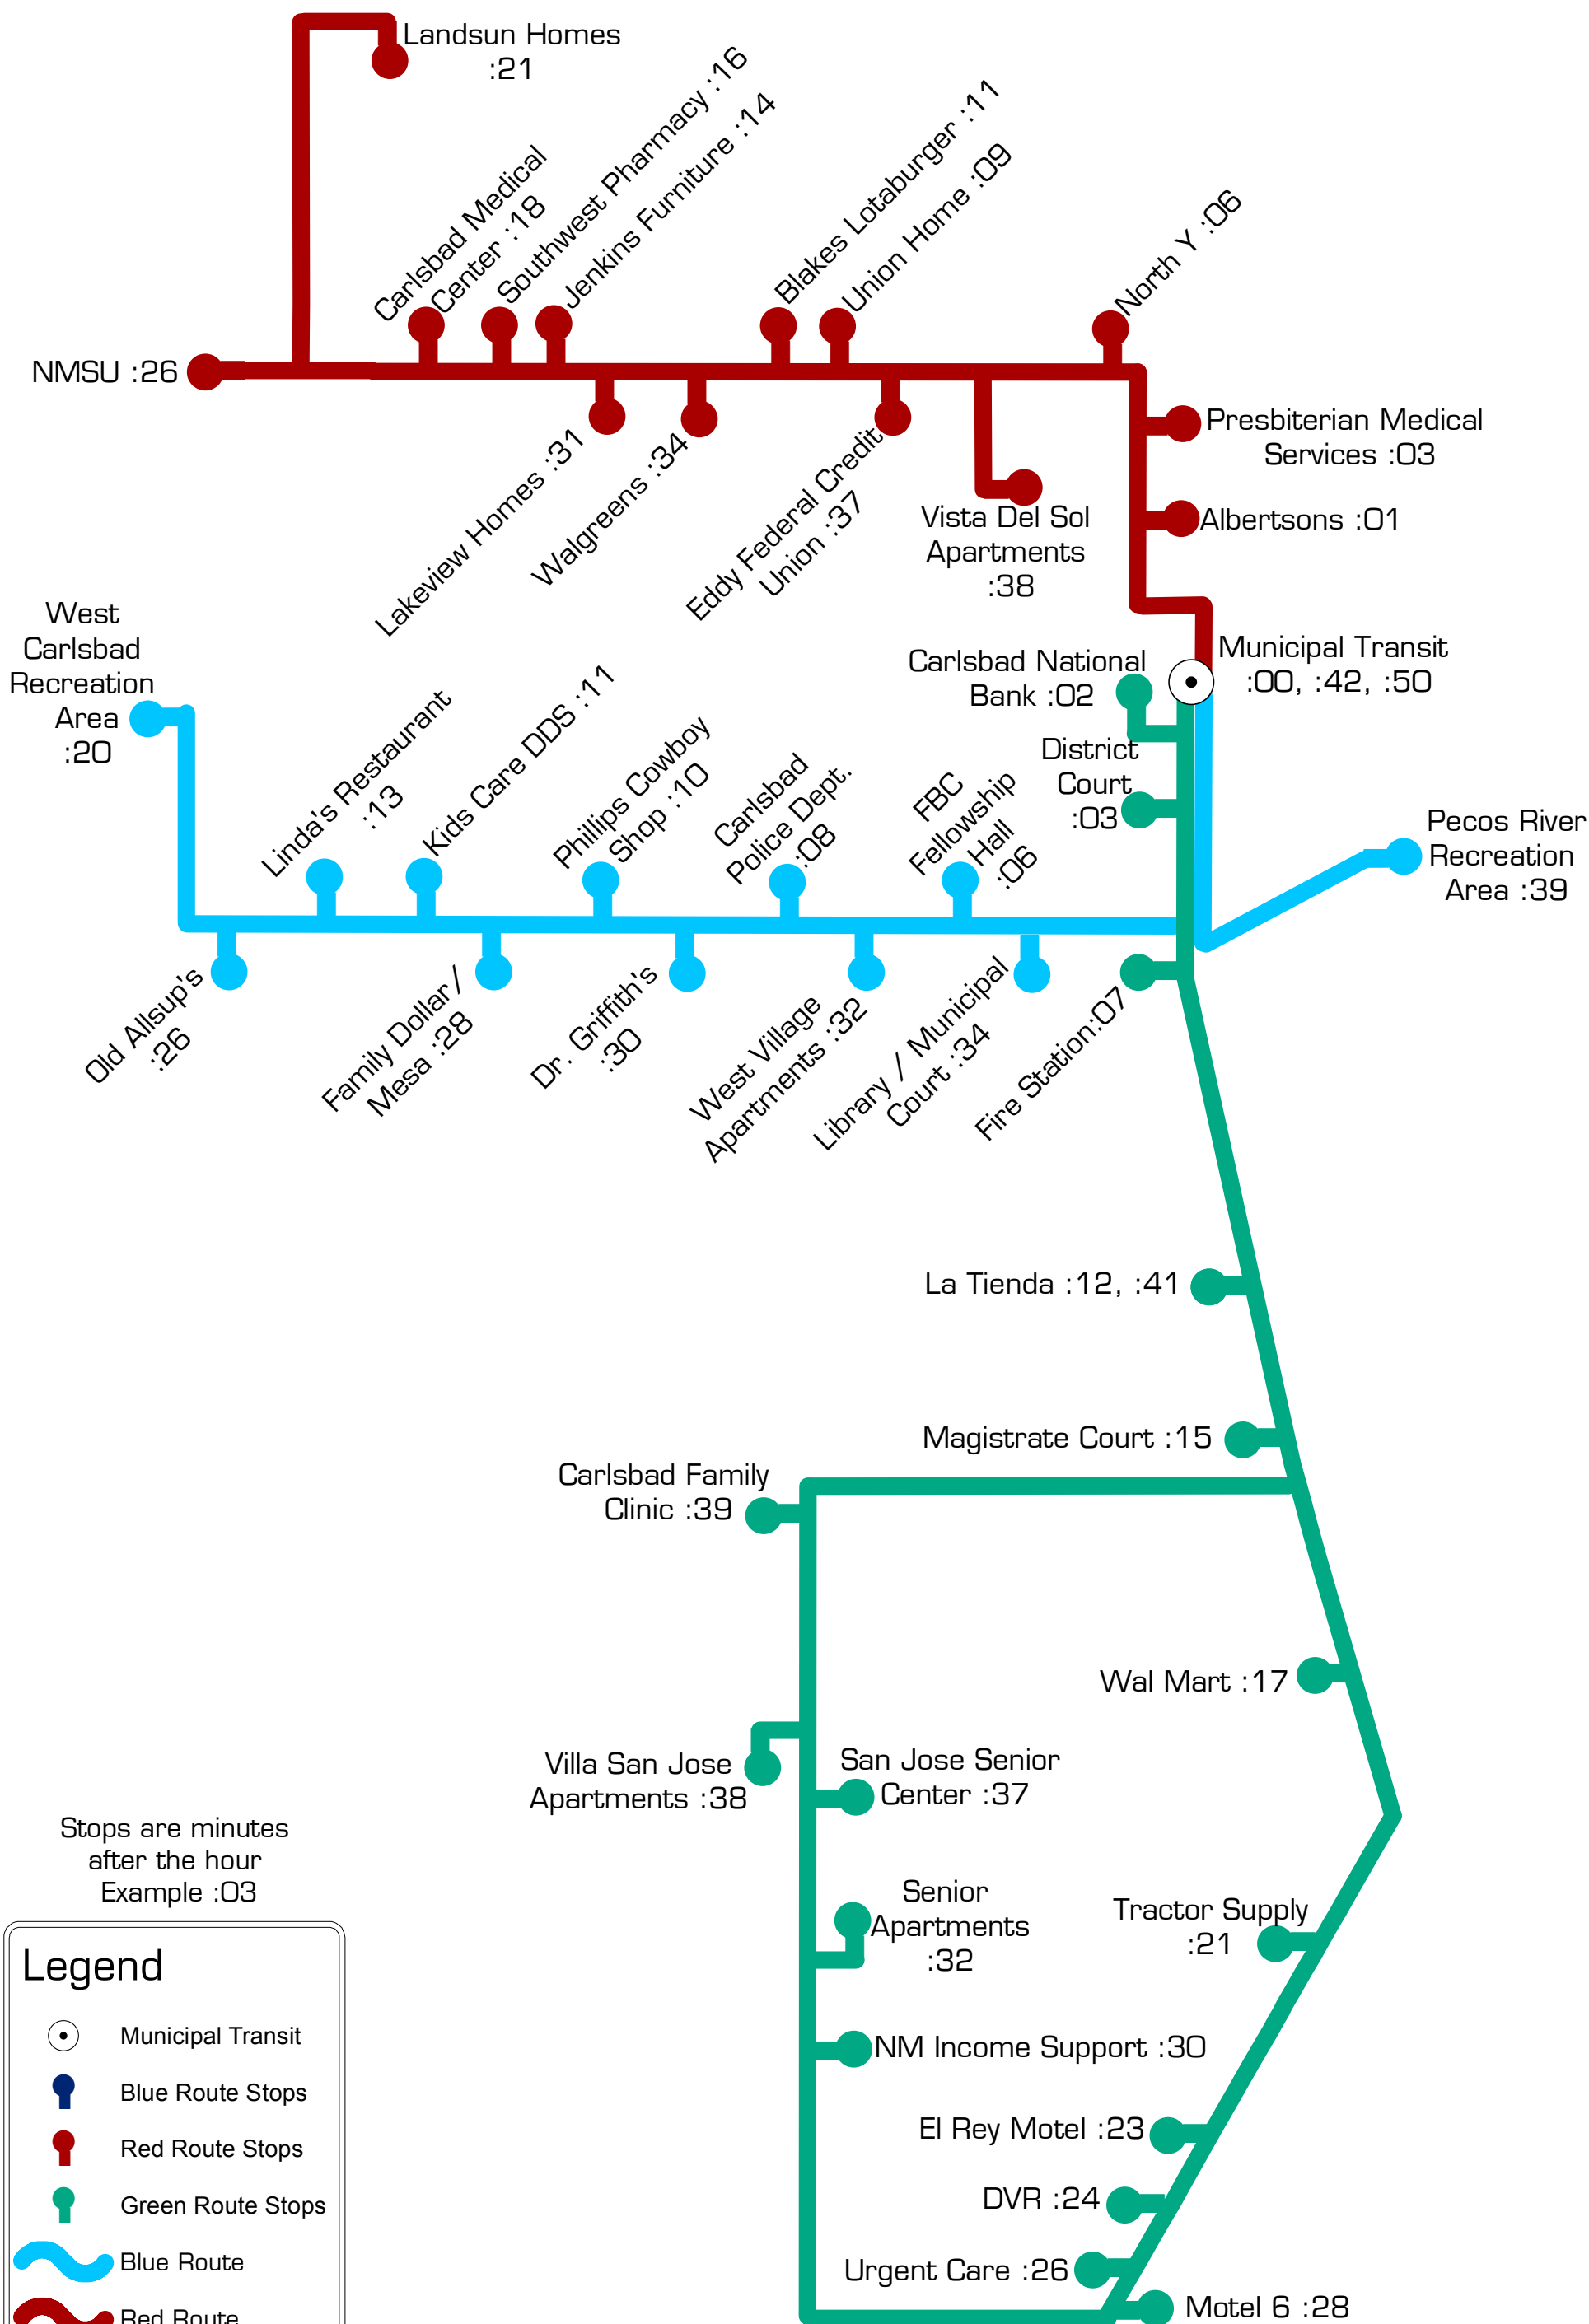 Landsun Homes
:21
Carlsbad Medical
Center :18
Southwest Pharmacy :16
Jenkins Furniture :14
Blakes Lotaburger :11
Union Home :09
North Y :06
NMSU :26
Presbiterian Medical
Services :03
Albertsons :01
Lakeview Homes :31
Walgreens :34
Eddy Federal Credit
Union :37
Vista Del Sol
Apartments
:38
Municipal Transit
:00, :42, :50
Carlsbad National
Bank :02
District
Court
:03
West
Carlsbad
Recreation
Area
:20
Linda's Restaurant
:13
Kids Care DDS :11
Phillips Cowboy
Shop :10
Carlsbad
Police Dept.
:08
FBC
Fellowship
Hall
:06
Pecos River
Recreation
Area :39
Old Allsup's
:26
Family Dollar /
Mesa :28
Dr. Griffith's
:30
West Village
Apartments :32
Library / Municipal
Court :34
Fire Station:07
La Tienda :12, :41
Magistrate Court :15
Carlsbad Family
Clinic :39
Wal Mart :17
Villa San Jose
Apartments :38
San Jose Senior
Center :37
Senior
Apartments
:32
Tractor Supply
:21
NM Income Support :30
El Rey Motel :23
DVR :24
Urgent Care :26
Motel 6 :28
Stops are minutes
after the hour
Example :03
Legend
Municipal Transit
Blue Route Stops
Red Route Stops
Green Route Stops
Blue Route
Red Route